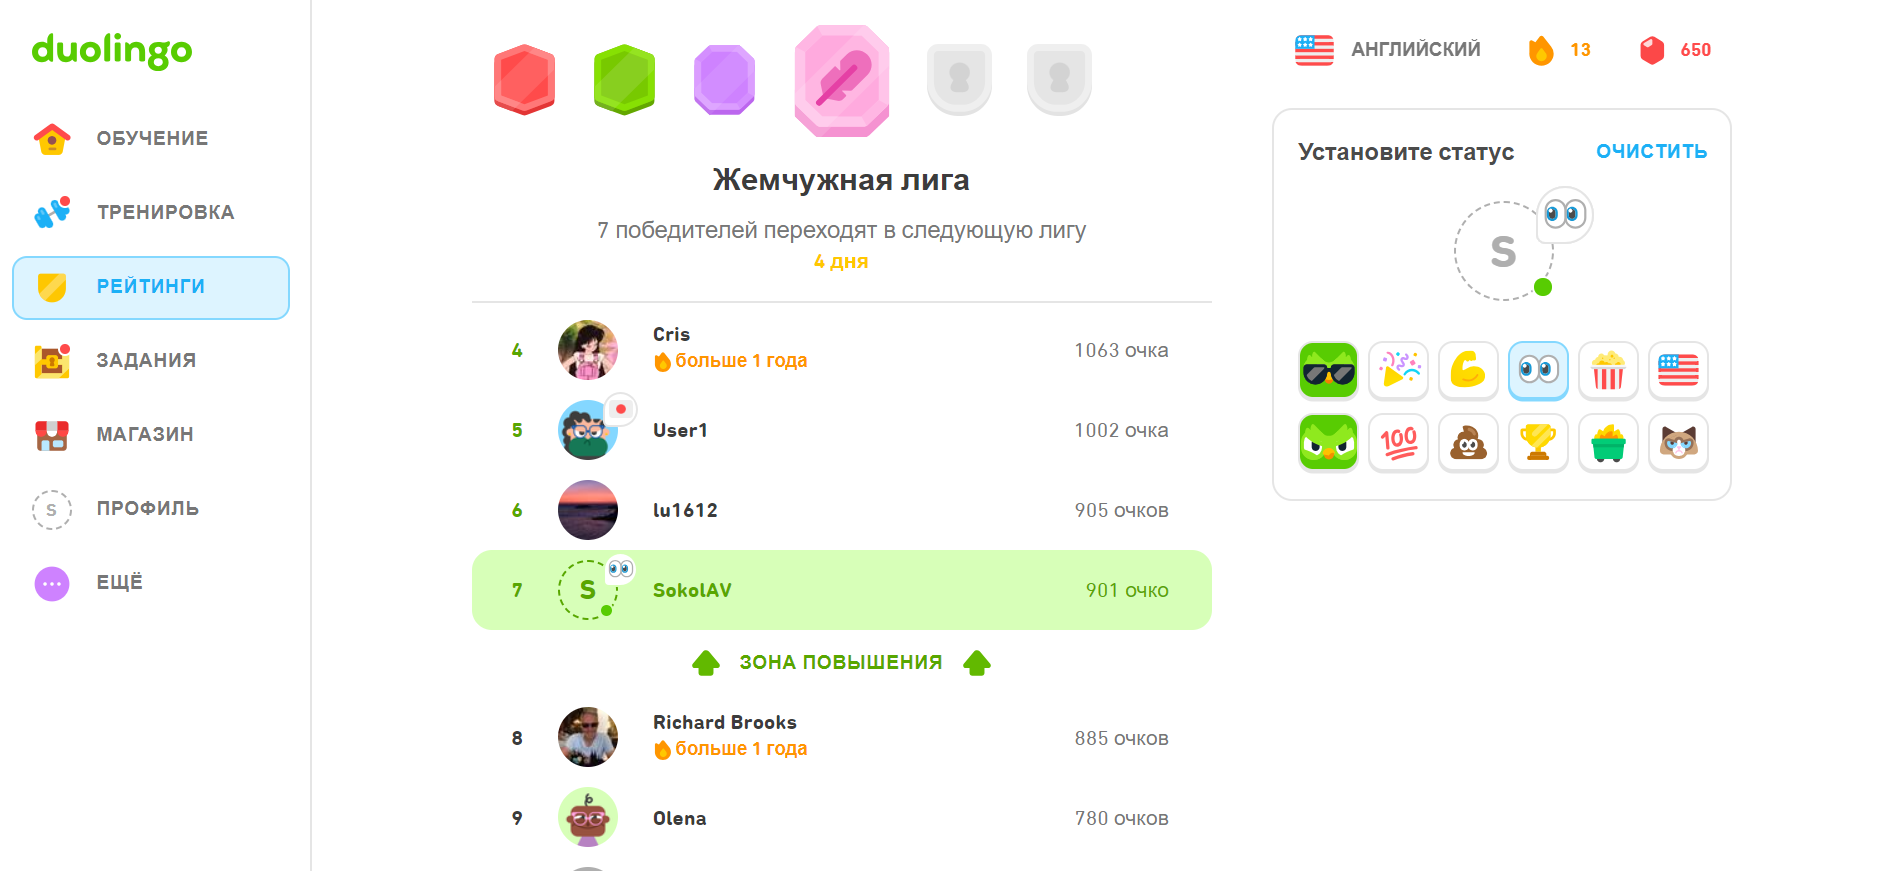 duolingo
ОБУЧЕНИЕ
ТРЕНИРОВКА
РЕЙТИНГИ
ЗАДАНИЯ
МАГАЗИН
S ПРОФИЛЬ
ЕЩЁ
Жемчужная лига
7 победителей переходят в следующую лигу
4 дня
4 Cris 1063 очка
больше 1 года
5 User1 1002 очка
6 lu1612 905 очков
7 S SokolAV 901 очко
ЗОНА ПОВЫШЕНИЯ
8 Richard Brooks 885 очков
больше 1 года
9 Olena 780 очков
АНГЛИЙСКИЙ 13 650
Установите статус ОЧИСТИТЬ
S
100